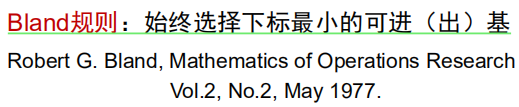 Bland规则：始终选择下标最小的可进（出）基
Robert G. Bland, Mathematics of Operations Research
Vol.2, No.2, May 1977.